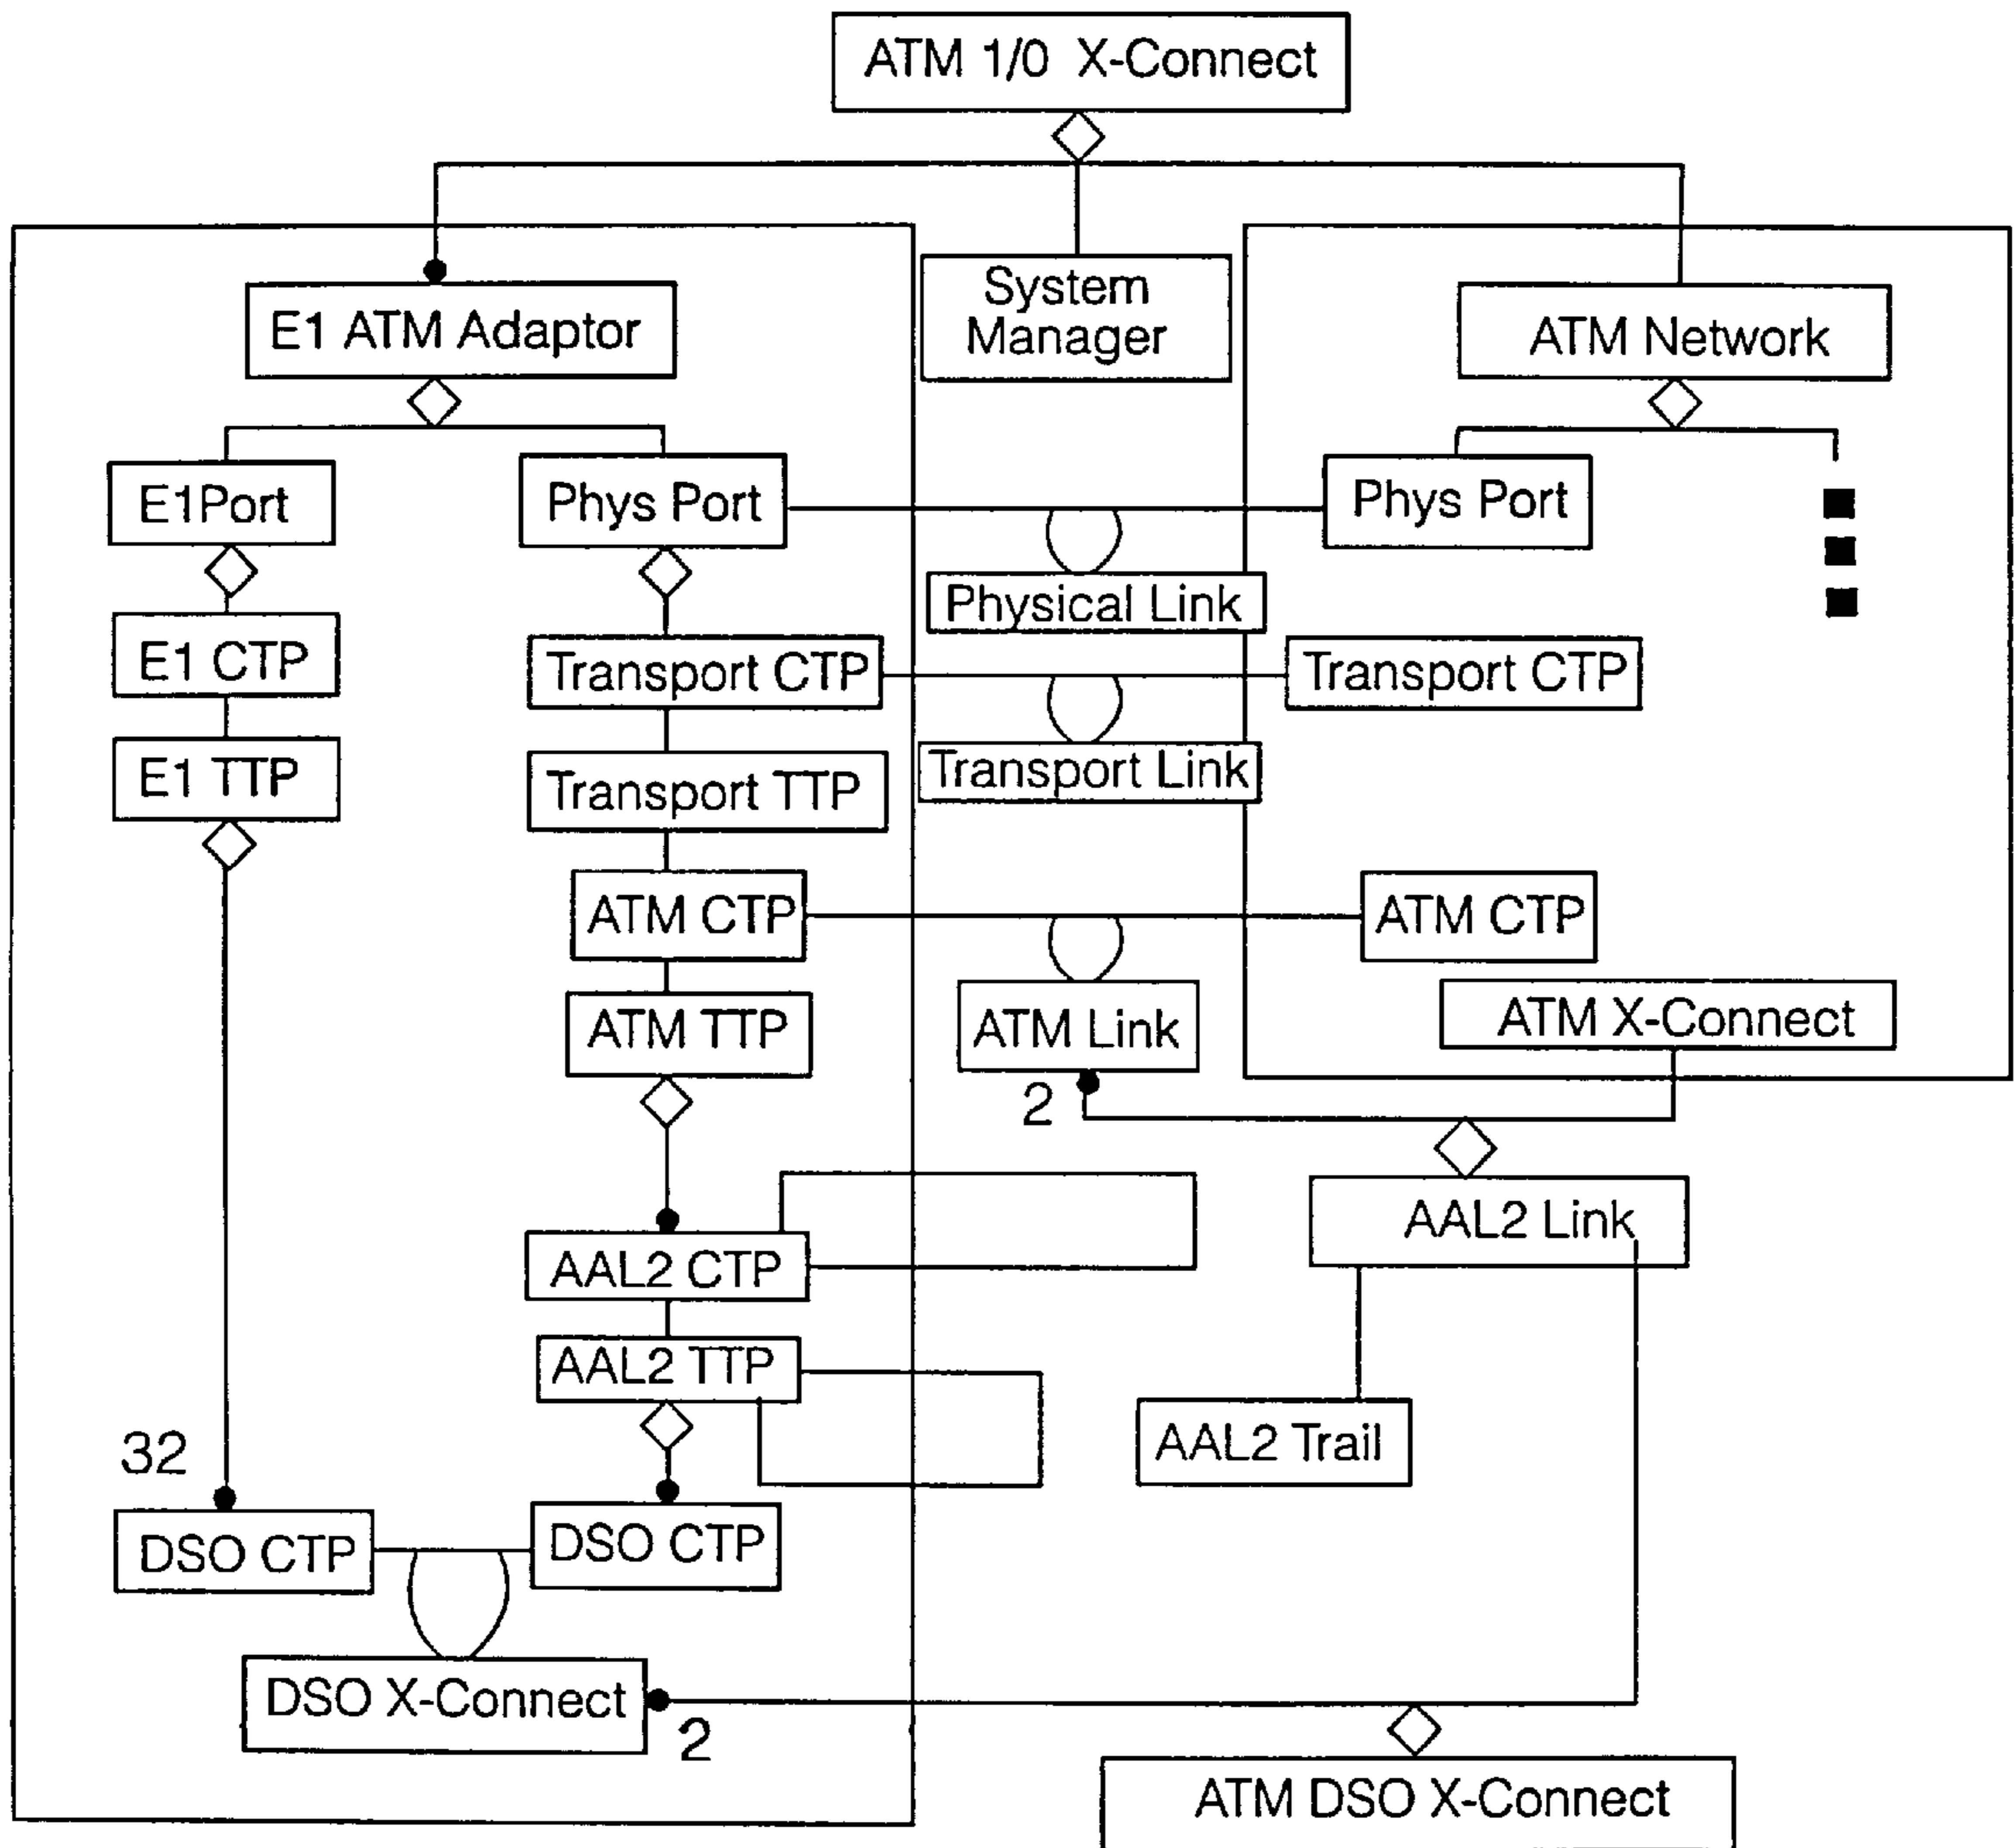 ATM 1/0 X-Connect
E1 ATM Adaptor
System
Manager
ATM Network
E1Port
Phys Port
Phys Port
Physical Link
E1 CTP
Transport CTP
Transport CTP
E1 TTP
Transport TTP
Transport Link
ATM CTP
ATM CTP
ATM TTP
ATM Link
ATM X-Connect
2
AAL2 CTP
AAL2 Link
AAL2 TTP
AAL2 Trail
32
DSO CTP
DSO CTP
DSO X-Connect
2
ATM DSO X-Connect